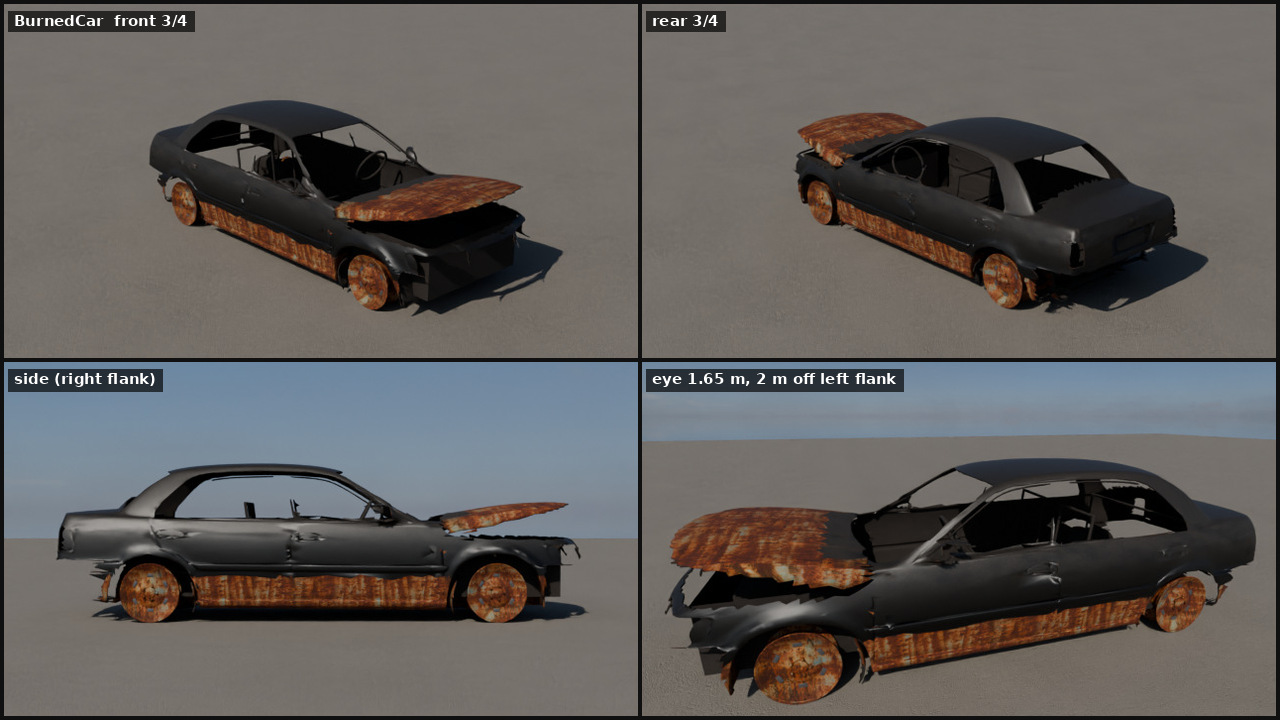 BurnedCar front 3/4
rear 3/4
side (right flank)
eye 1.65 m, 2 m off left flank